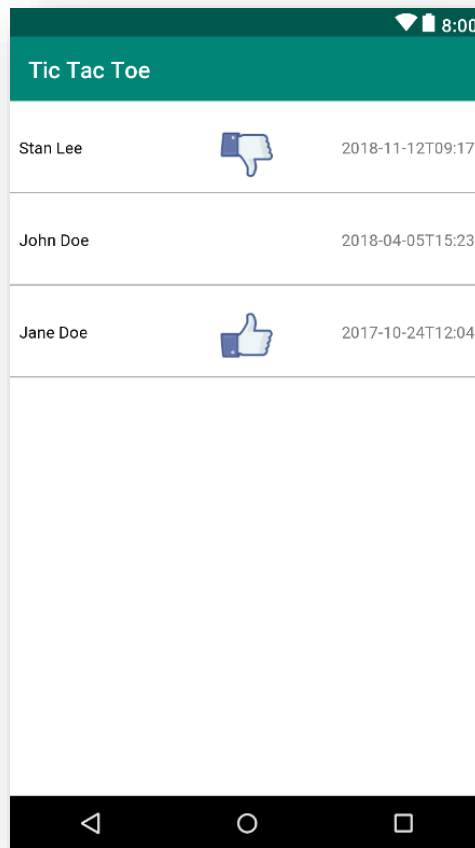 8:00
Tic Tac Toe
Stan Lee 2018-11-12T09:17
John Doe 2018-04-05T15:23
Jane Doe 2017-10-24T12:04